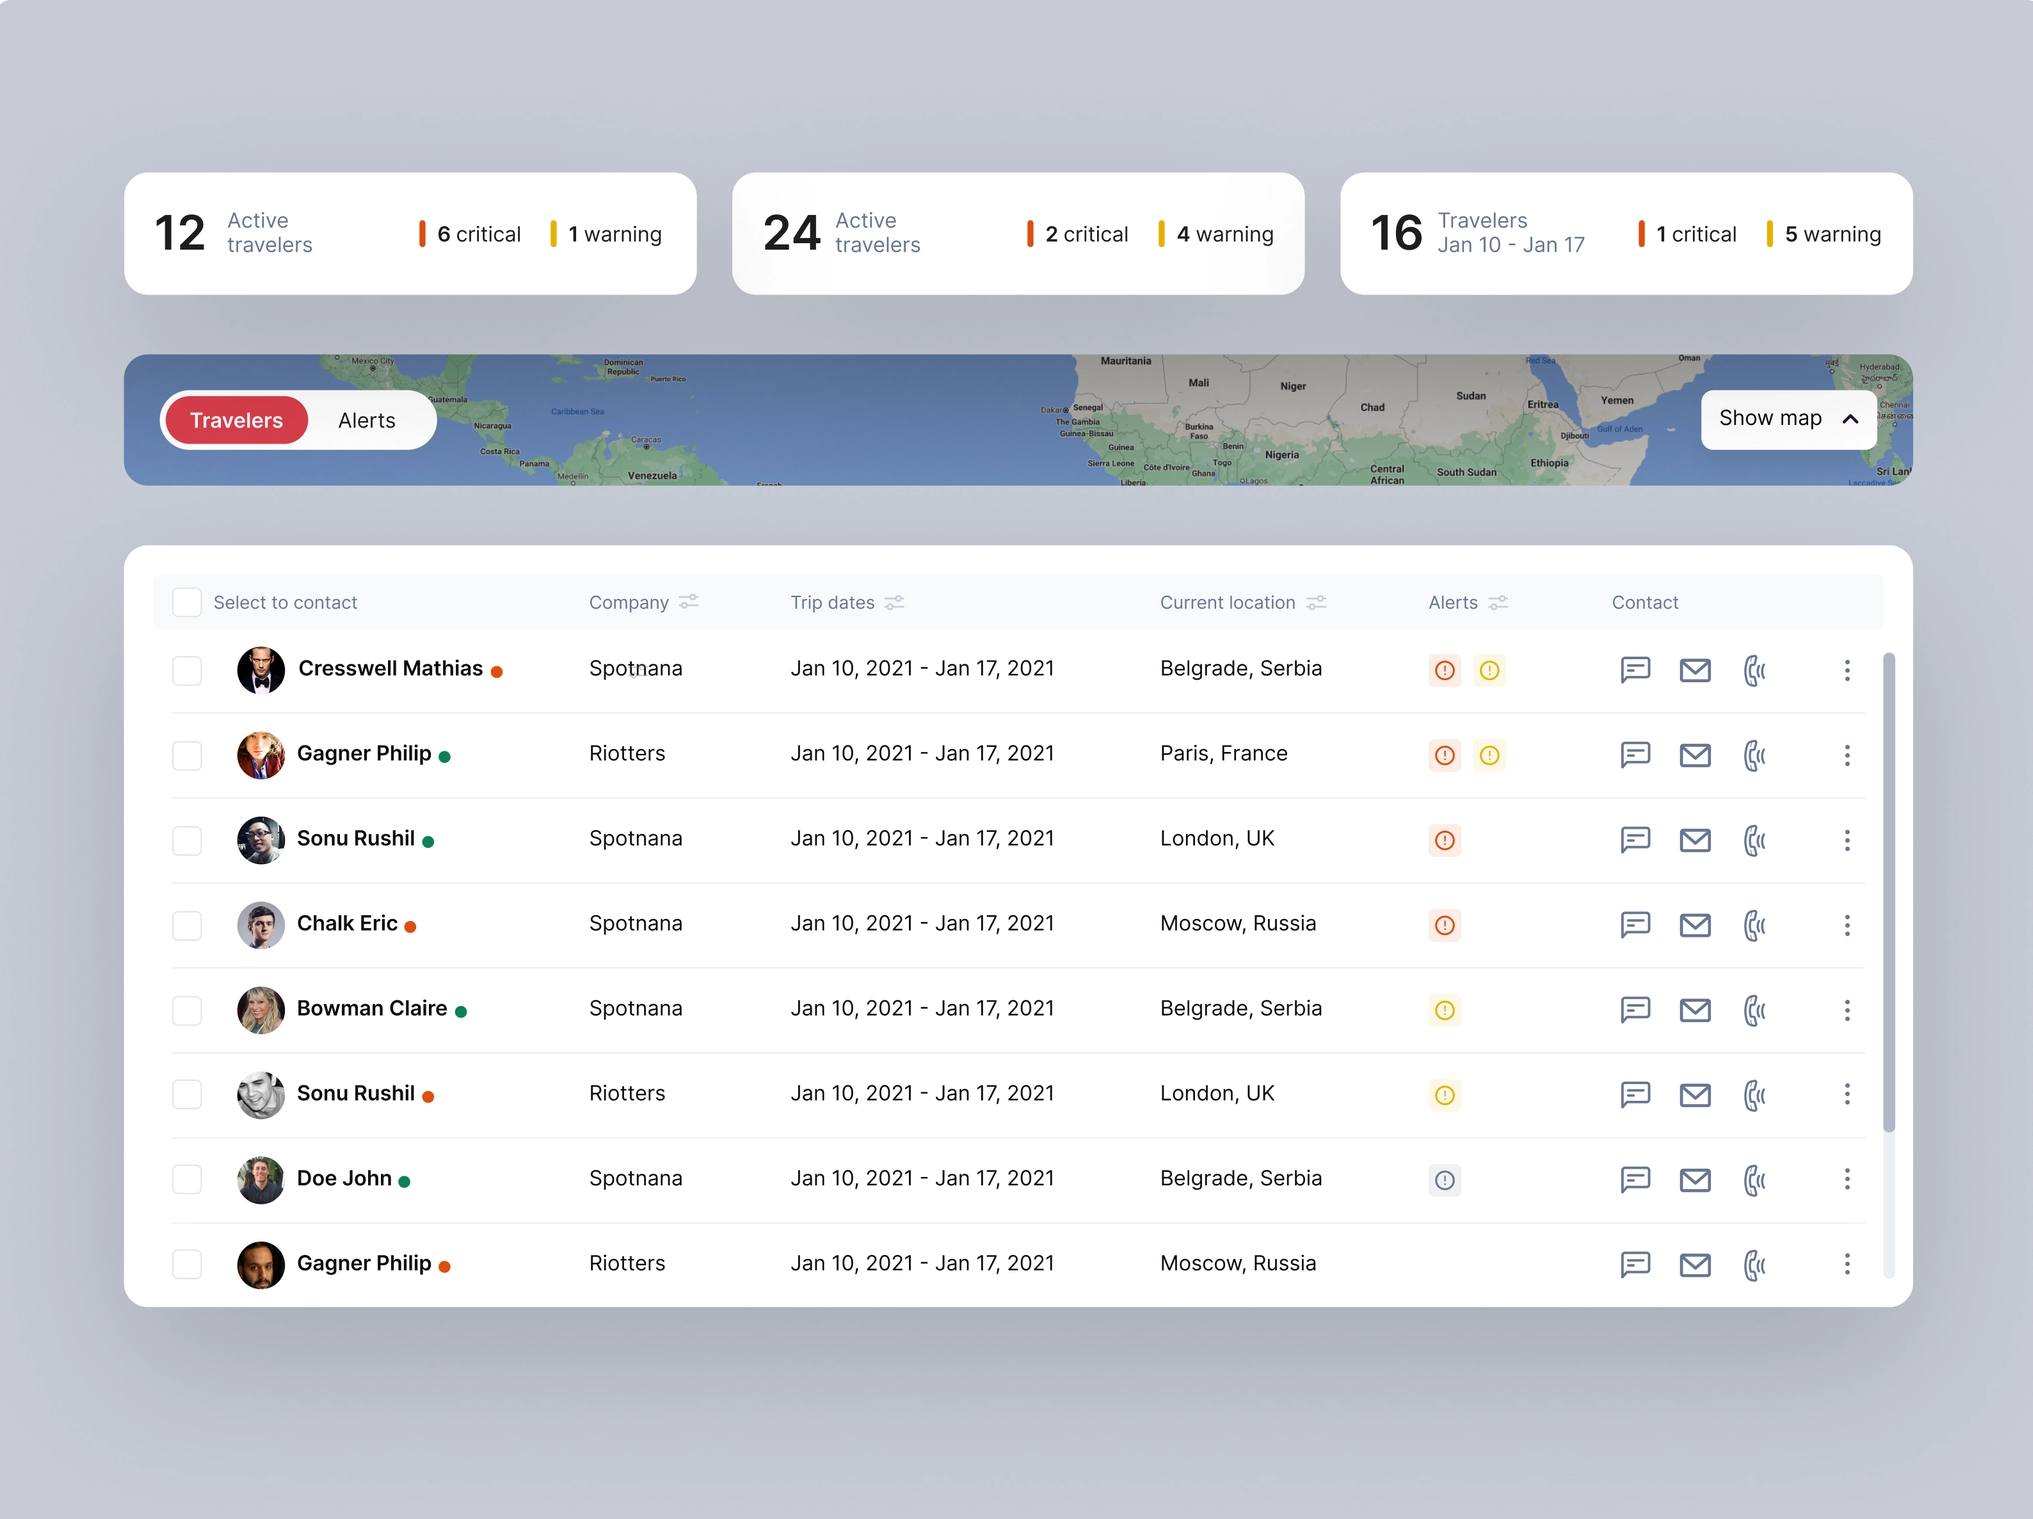 12 Active travelers 6 critical 1 warning
24 Active travelers 2 critical 4 warning
16 Travelers Jan 10 - Jan 17 1 critical 5 warning
Travelers Alerts
Show map
Mexico City
Guatemala
Nicaragua
Costa Rica
Panama
Medellín
Dominican
Republic
Puerto Rico
Caribbean Sea
Caracas
Venezuela
Mauritania
Mali
Niger
Chad
Sudan
Eritrea
Yemen
Oman
Red Sea
Gulf of Aden
Djibouti
Dakar
Senegal
The Gambia
Guinea-Bissau
Guinea
Sierra Leone
Liberia
Côte d'Ivoire
Burkina
Faso
Ghana
Togo
Benin
Nigeria
Lagos
Central
African
South Sudan
Ethiopia
Hyderabad
Chennai
Select to contact Company Trip dates Current location Alerts Contact
Cresswell Mathias Spotnana Jan 10, 2021 - Jan 17, 2021 Belgrade, Serbia
Gagner Philip Riotters Jan 10, 2021 - Jan 17, 2021 Paris, France
Sonu Rushil Spotnana Jan 10, 2021 - Jan 17, 2021 London, UK
Chalk Eric Spotnana Jan 10, 2021 - Jan 17, 2021 Moscow, Russia
Bowman Claire Spotnana Jan 10, 2021 - Jan 17, 2021 Belgrade, Serbia
Sonu Rushil Riotters Jan 10, 2021 - Jan 17, 2021 London, UK
Doe John Spotnana Jan 10, 2021 - Jan 17, 2021 Belgrade, Serbia
Gagner Philip Riotters Jan 10, 2021 - Jan 17, 2021 Moscow, Russia